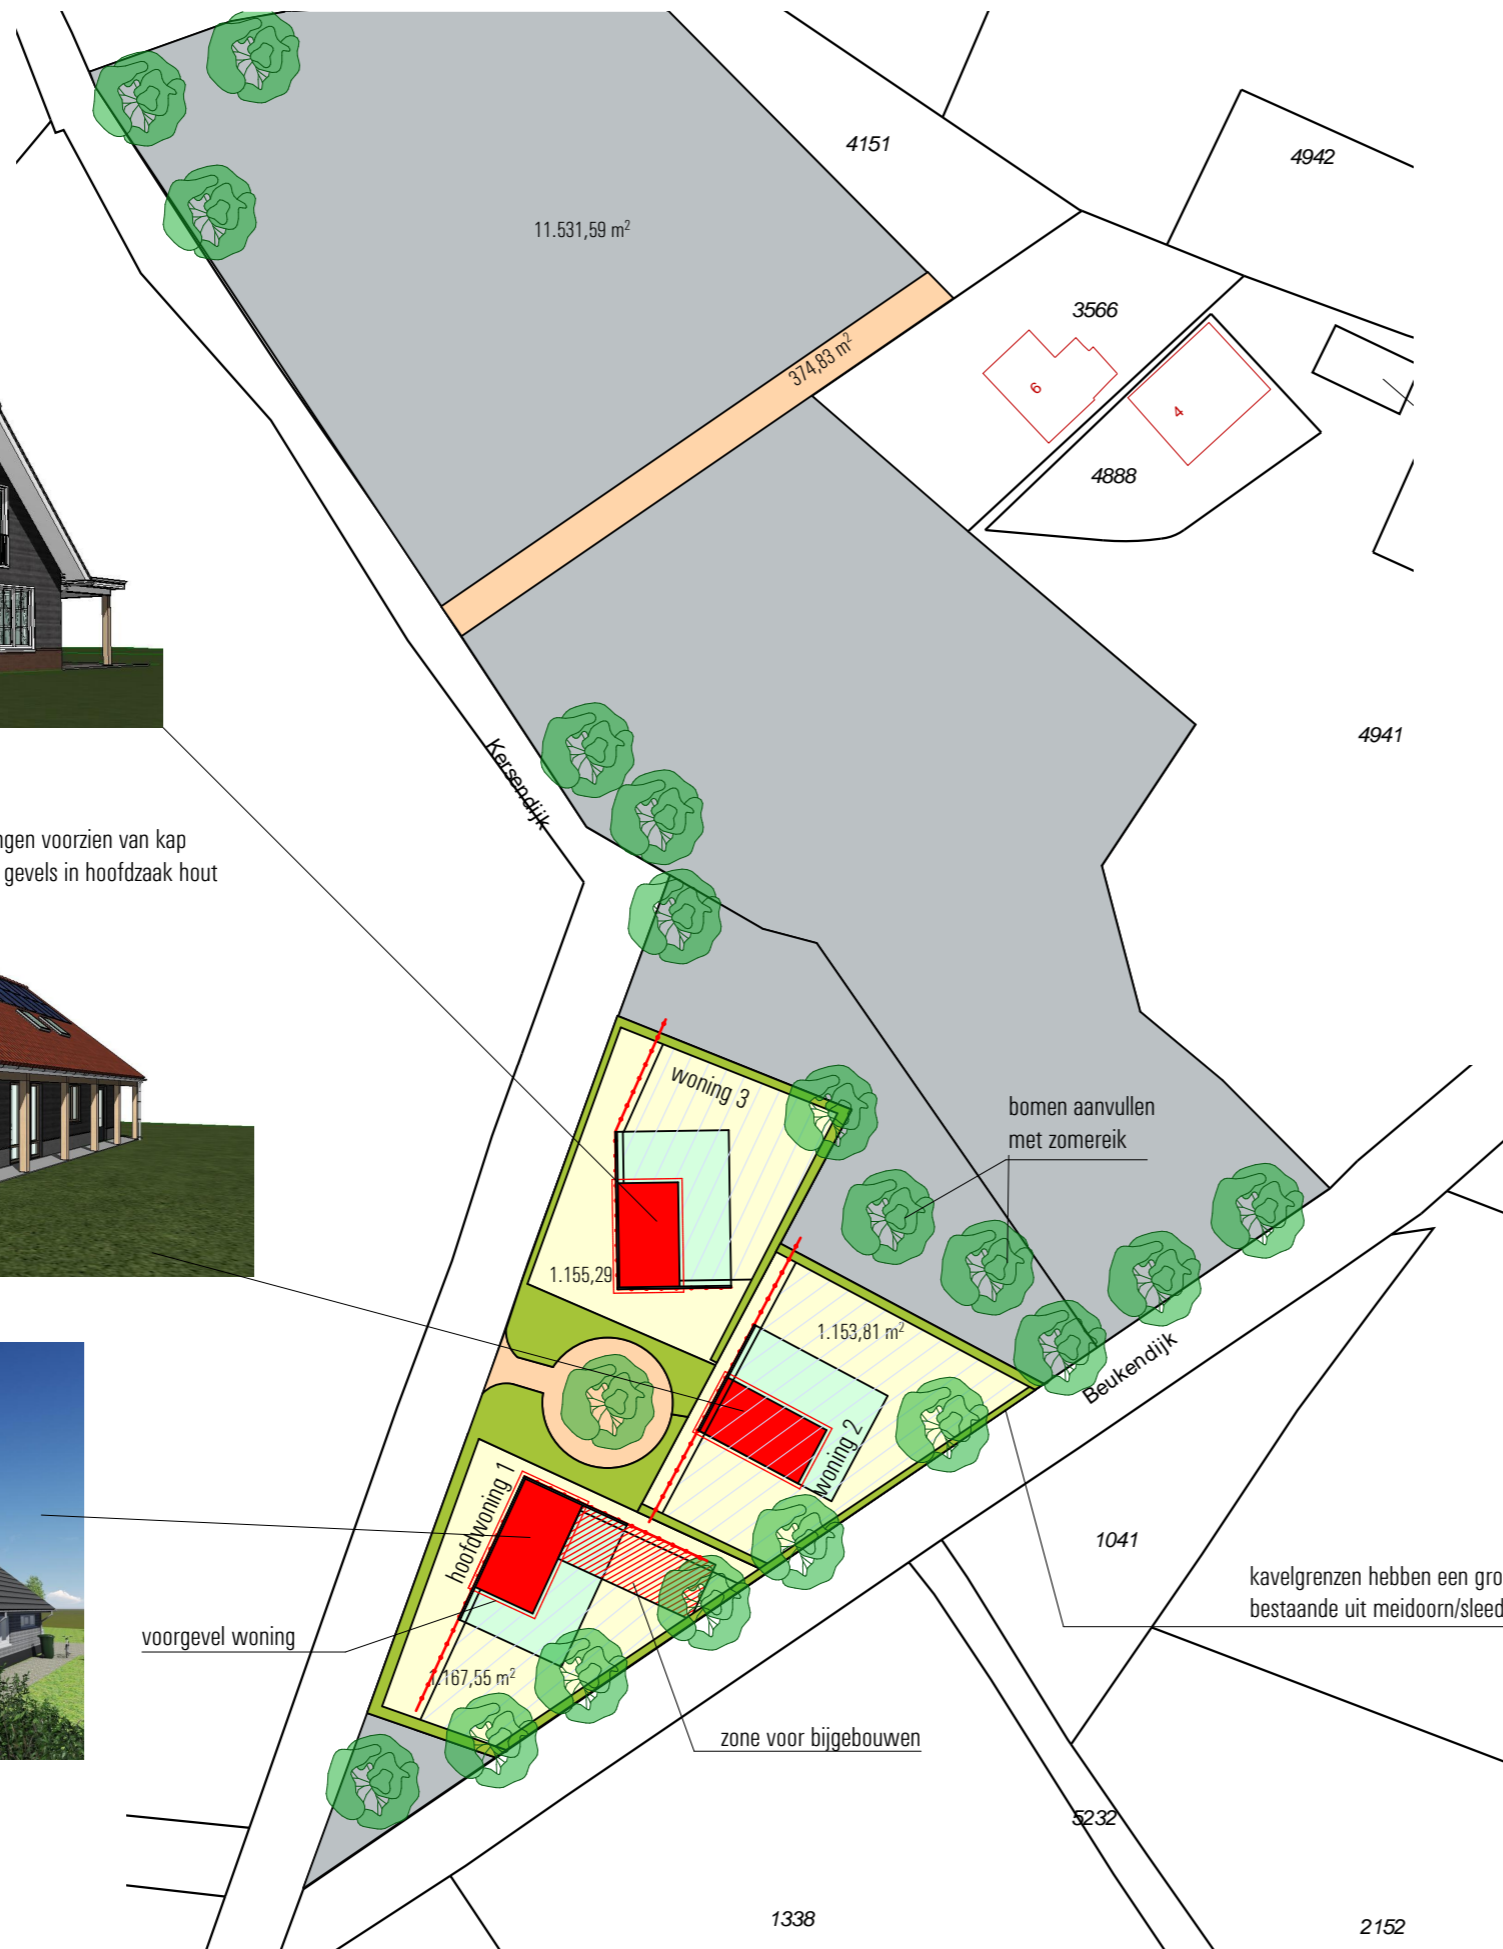 4151
4942
11.531,59 m²
3566
374,83 m²
6
4
4888
4941
Kersendijk
ngen voorzien van kap
gevels in hoofdzaak hout
woning 3
bomen aanvullen
met zomereik
1.155,29
1.153,81 m²
Beukendijk
woning 2
hoofdwoning 1
1041
kavelgrenzen hebben een gro
bestaande uit meidoorn/sleed
voorgevel woning
1.167,55 m²
zone voor bijgebouwen
5232
1338
2152